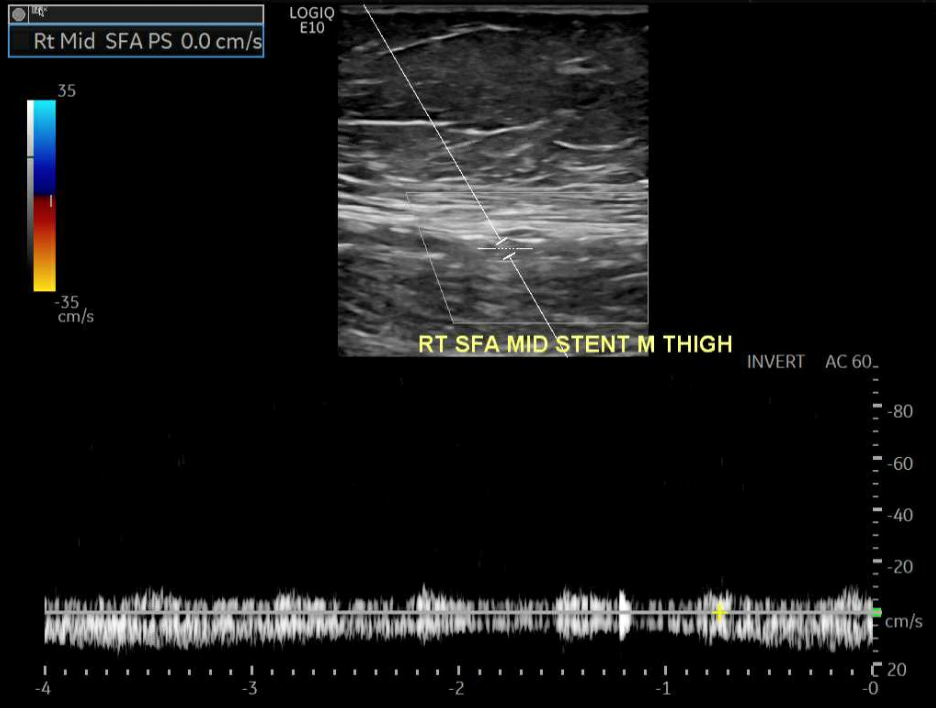 LOGIQ
E10
Rt Mid SFA PS 0.0 cm/s
35
-35
cm/s
RT SFA MID STENT M THIGH
INVERT AC 60
-80
-60
-40
-20
cm/s
20
-4 -3 -2 -1 -0